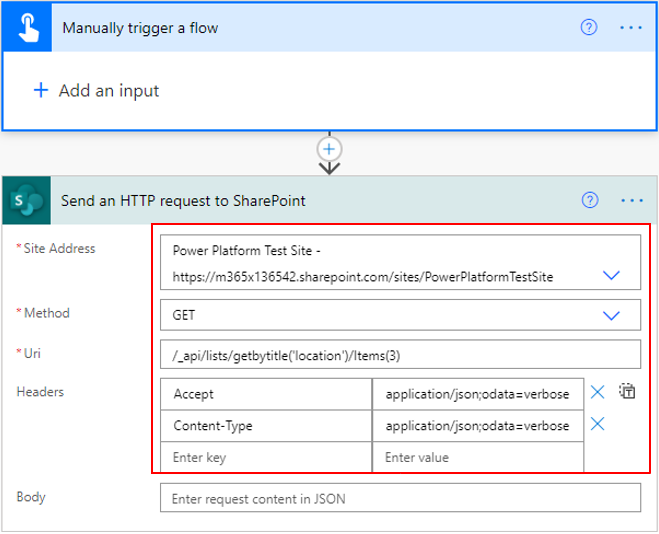 Manually trigger a flow
Add an input
S
Send an HTTP request to SharePoint
* Site Address
Power Platform Test Site -
https://m365x136542.sharepoint.com/sites/PowerPlatformTestSite
* Method
GET
* Uri
/_api/lists/getbytitle('location')/Items(3)
Headers
Accept
application/json;odata=verbose
Content-Type
application/json;odata=verbose
Enter key
Enter value
Body
Enter request content in JSON